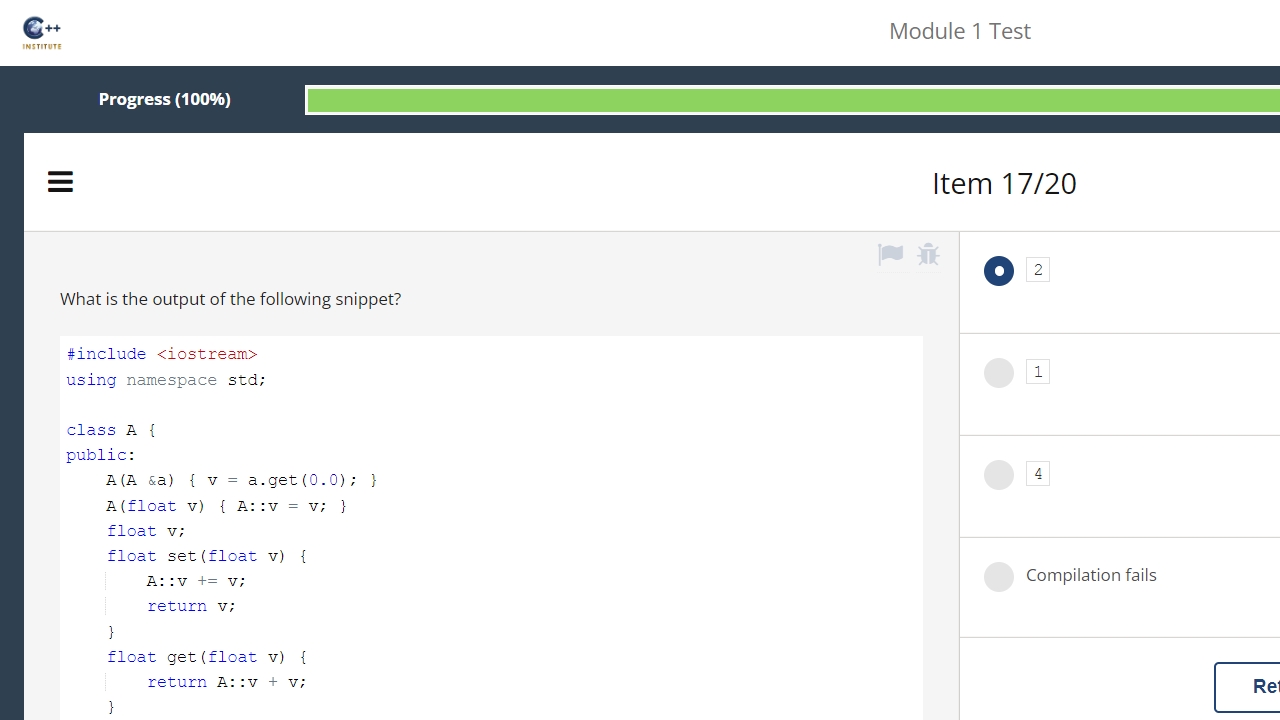 C++
INSTITUTE
Module 1 Test
Progress (100%)
Item 17/20
What is the output of the following snippet?
#include <iostream>
using namespace std;
class A {
public:
    A(A &a) { v = a.get(0.0); }
    A(float v) { A::v = v; }
    float v;
    float set(float v) {
        A::v += v;
        return v;
    }
    float get(float v) {
        return A::v + v;
    }
2
1
4
Compilation fails
Ret